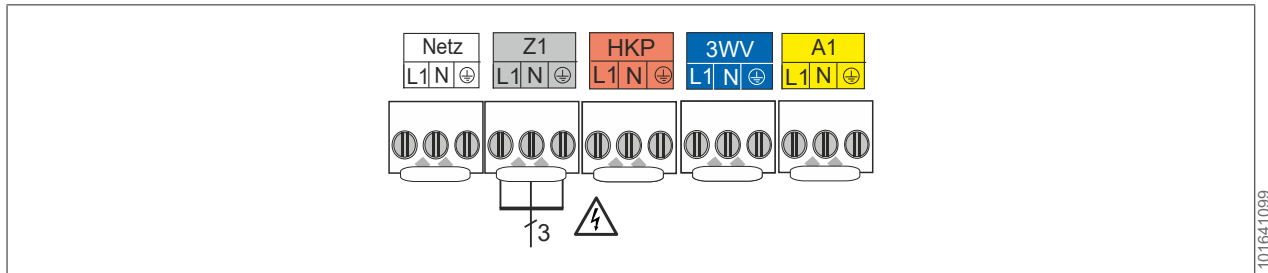 Netz Z1 HKP 3WV A1
L1 N L1 N L1 N L1 N L1 N
3
101641099